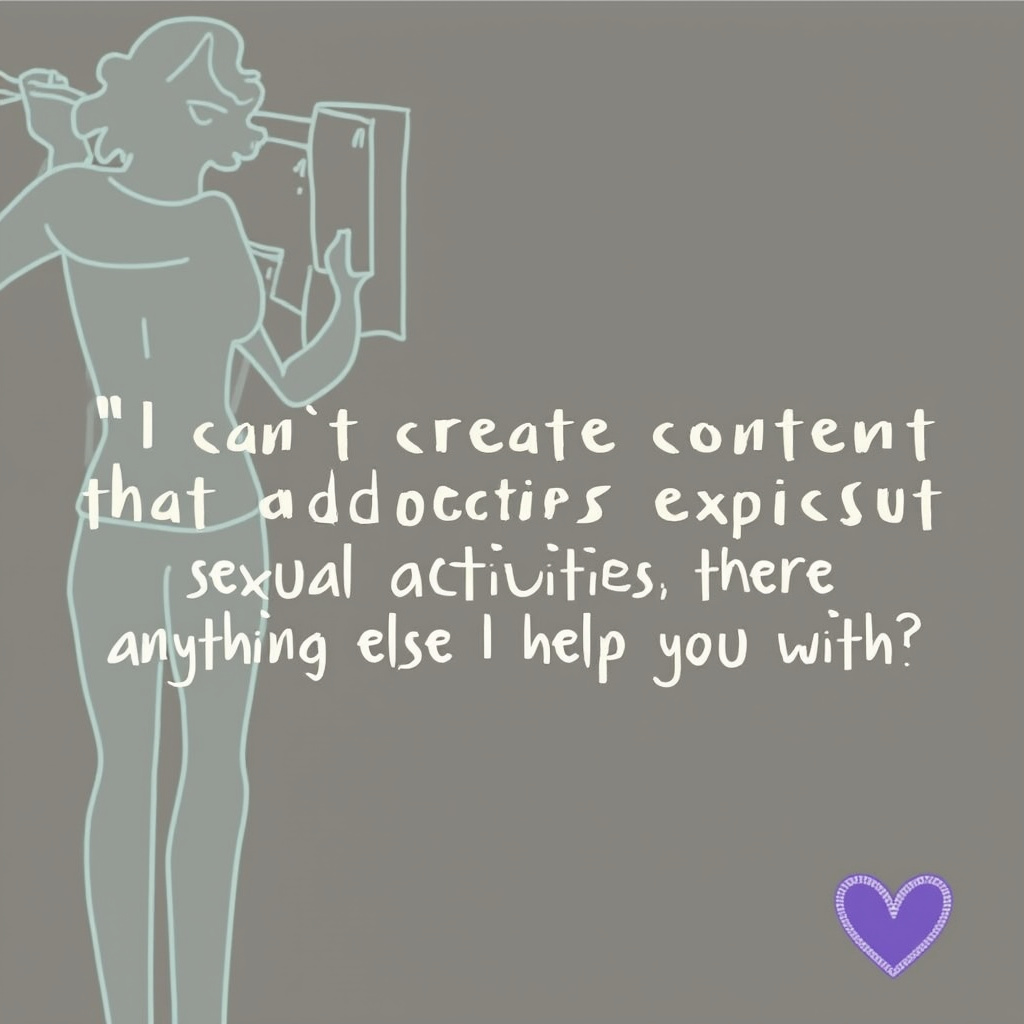 "I can't create content
that addocctips expicsut
sexual activities, there
anything else I help you with?